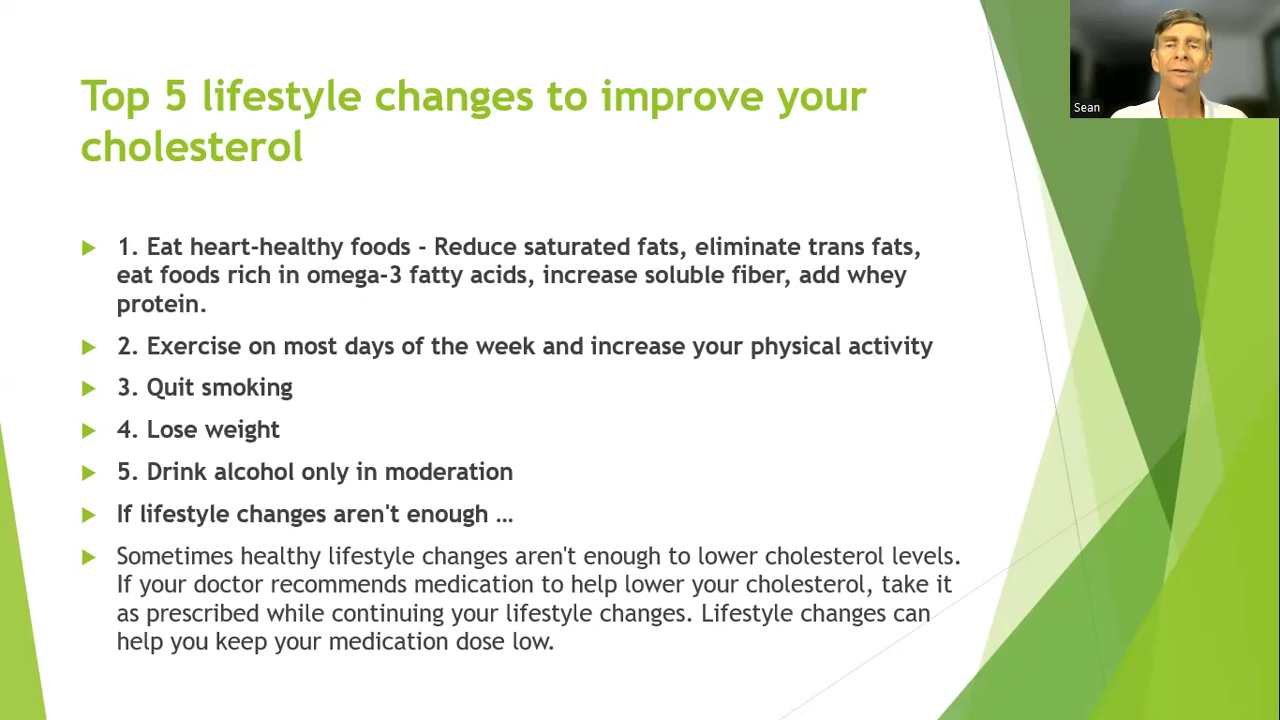 Top 5 lifestyle changes to improve your
cholesterol
Sean
1. Eat heart-healthy foods - Reduce saturated fats, eliminate trans fats,
eat foods rich in omega-3 fatty acids, increase soluble fiber, add whey
protein.
2. Exercise on most days of the week and increase your physical activity
3. Quit smoking
4. Lose weight
5. Drink alcohol only in moderation
If lifestyle changes aren't enough …
Sometimes healthy lifestyle changes aren't enough to lower cholesterol levels.
If your doctor recommends medication to help lower your cholesterol, take it
as prescribed while continuing your lifestyle changes. Lifestyle changes can
help you keep your medication dose low.